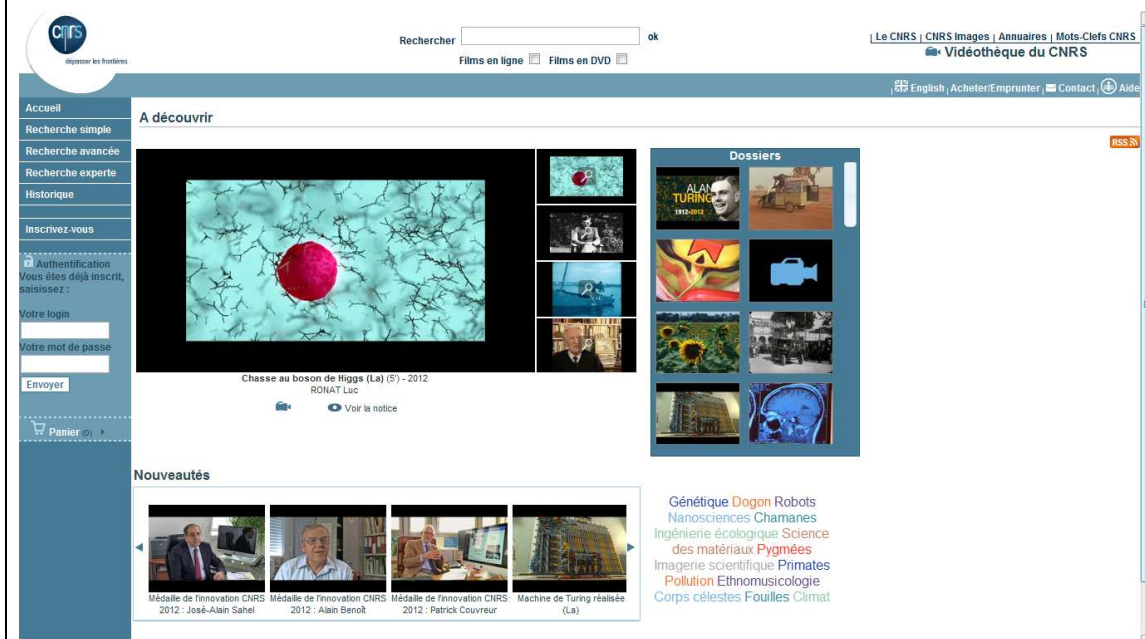 cnrs
dépasser les frontières
Rechercher
ok
Films en ligne
Films en DVD
| Le CNRS | CNRS Images | Annuaires | Mots-Clefs CNRS
Vidéothèque du CNRS
| English | Acheter/Emprunter | Contact | Aide
Accueil
Recherche simple
Recherche avancée
Recherche experte
Historique
Inscrivez-vous
Authentification
Vous êtes déjà inscrit,
saisissez :
Votre login
Votre mot de passe
Envoyer
Panier (0)
A découvrir
RSS
Chasse au boson de Higgs (La) (5') - 2012
RONAT Luc
Voir la notice
Dossiers
ALAN
TURING
1912-2012
Nouveautés
Médaille de l'innovation CNRS
2012 : José-Alain Sahel
Médaille de l'innovation CNRS
2012 : Alain Benoît
Médaille de l'innovation CNRS
2012 : Patrick Couvreur
Machine de Turing réalisée
(La)
Génétique Dogon Robots
Nanosciences Chamanes
Ingénierie écologique Science
des matériaux Pygmées
Imagerie scientifique Primates
Pollution Ethnomusicologie
Corps célestes Fouilles Climat